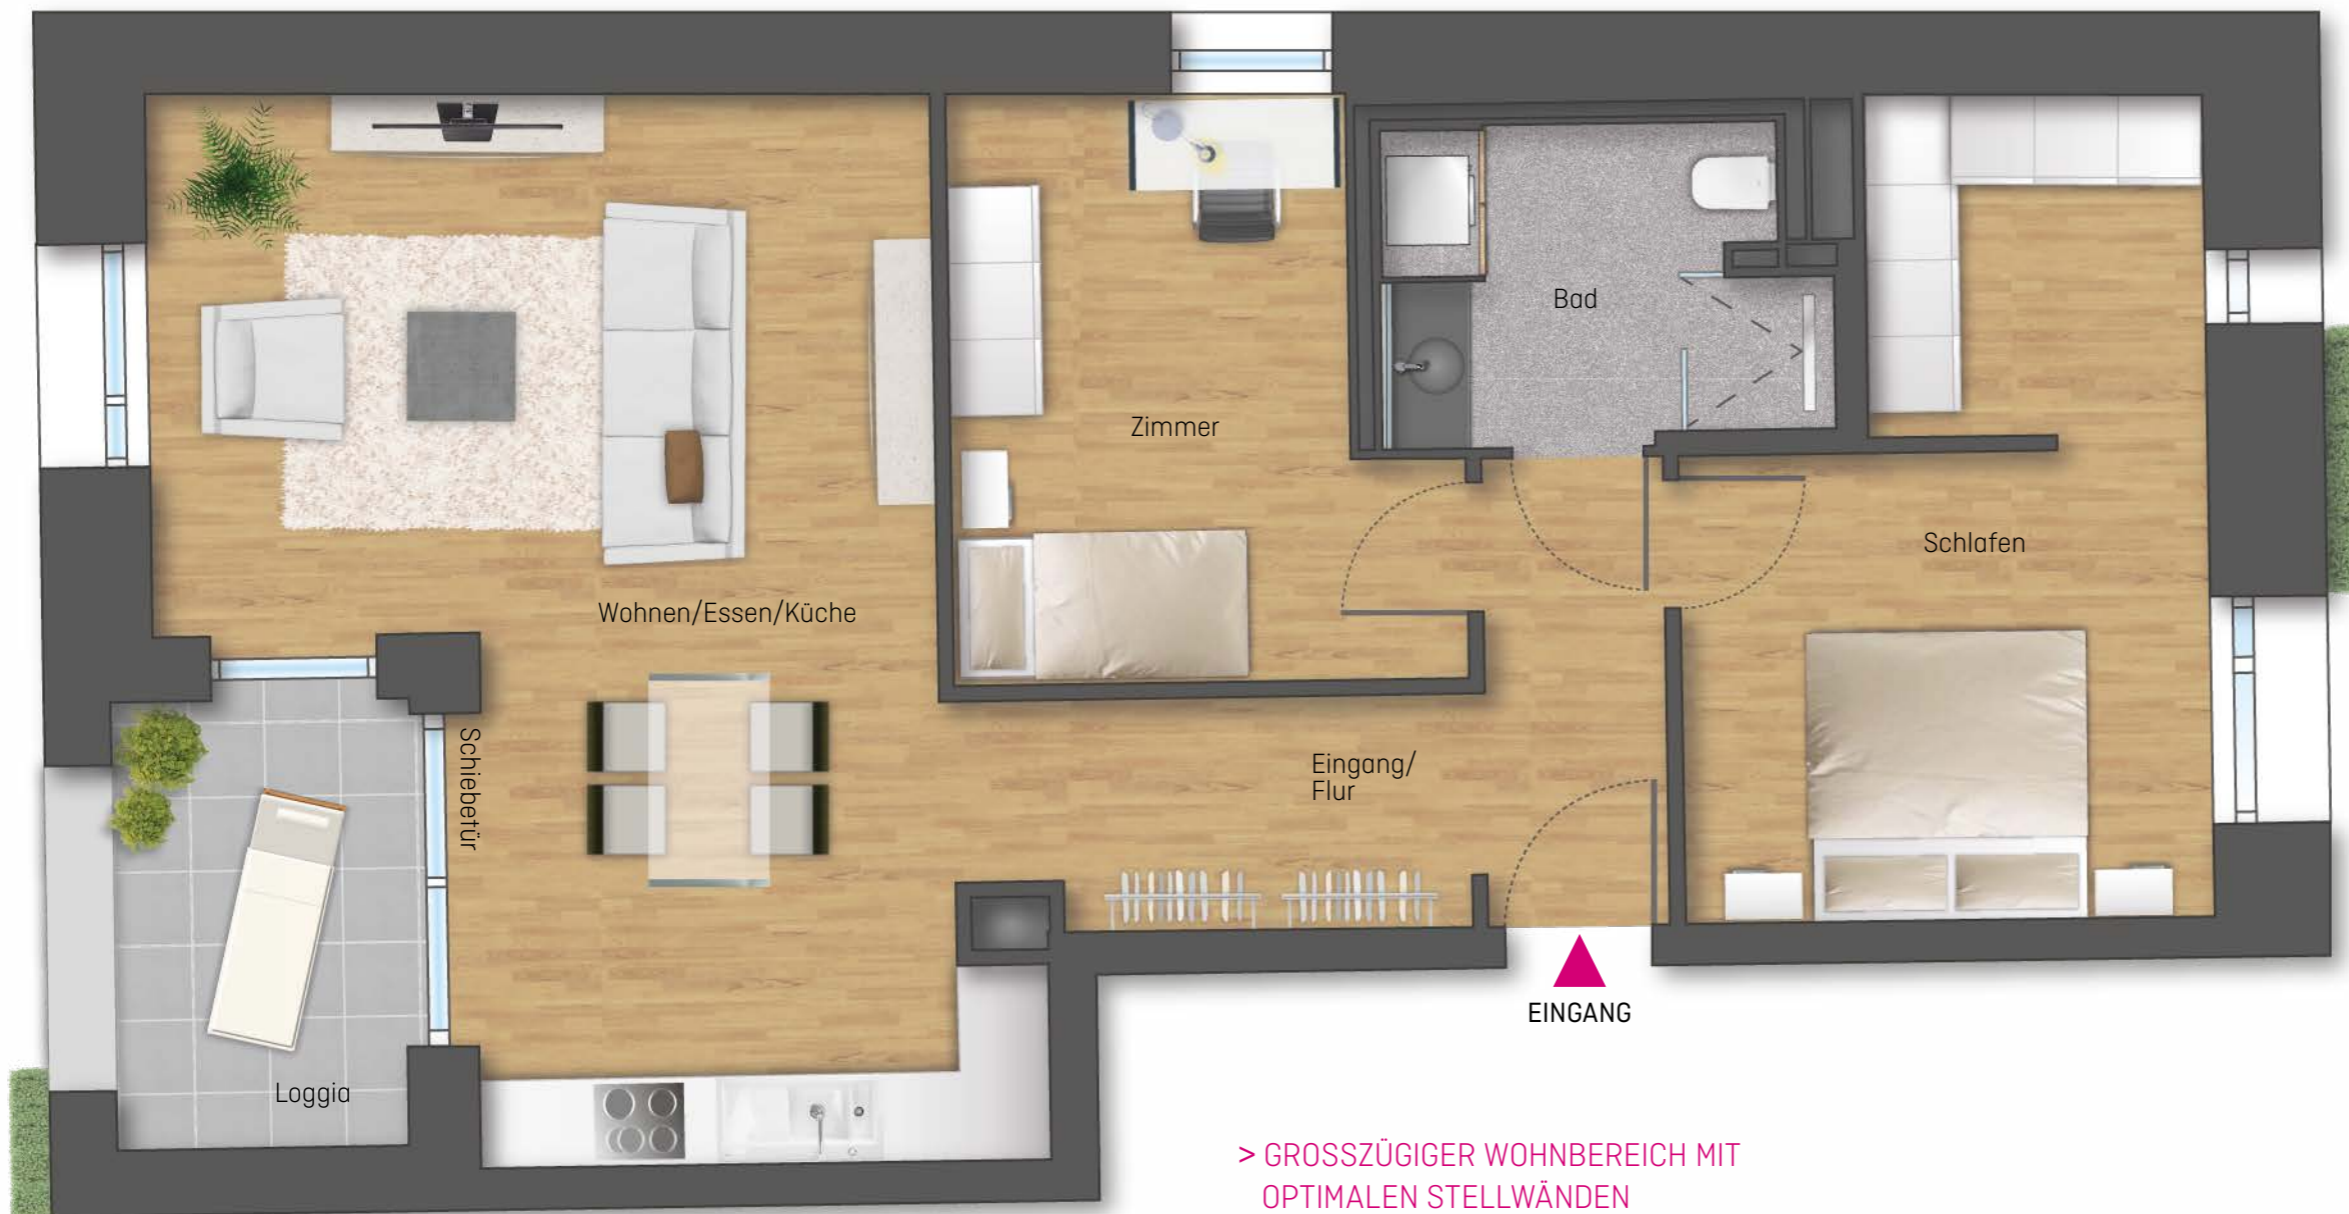 Bad
Zimmer
Schlafen
Wohnen/Essen/Küche
Schiebetür
Eingang/
Flur
EINGANG
Loggia
> GROSSZÜGIGER WOHNBEREICH MIT
OPTIMALEN STELLWÄNDEN